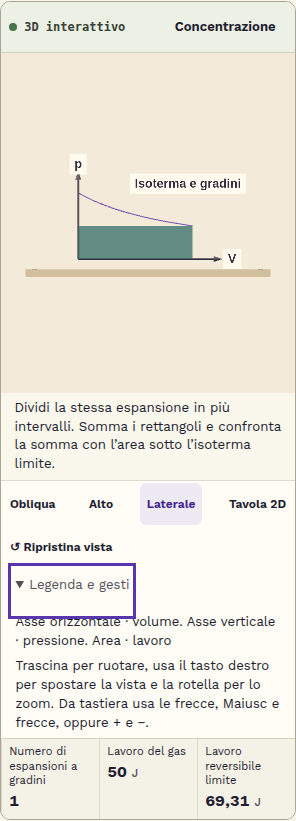 3D interattivo
Concentrazione
p
Isoterma e gradini
V
Dividi la stessa espansione in più
intervalli. Somma i rettangoli e confronta
la somma con l’area sotto l’isoterma
limite.
Obliqua
Alto
Laterale
Tavola 2D
↺ Ripristina vista
▼ Legenda e gesti
Asse orizzontale · volume. Asse verticale
· pressione. Area · lavoro
Trascina per ruotare, usa il tasto destro
per spostare la vista e la rotella per lo
zoom. Da tastiera usa le frecce, Maiusc e
frecce, oppure + e −.
Numero di
espansioni a
gradini
1
Lavoro del gas
50 J
Lavoro
reversibile
limite
69,31 J